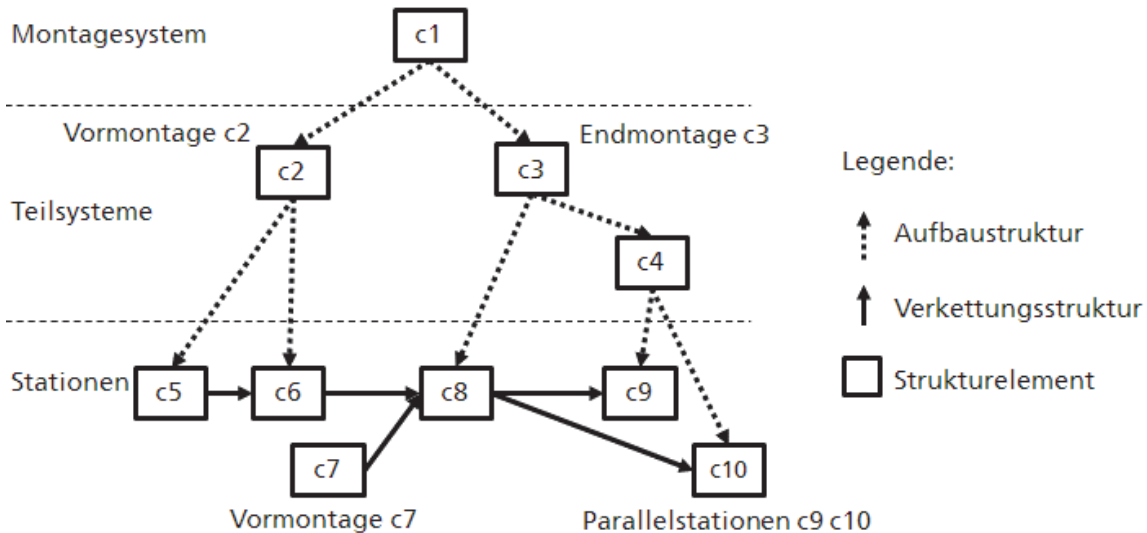 Montagesystem
c1
Vormontage c2
Endmontage c3
c2
c3
Teilsysteme
c4
Legende:
Aufbaustruktur
Verkettungsstruktur
Strukturelement
Stationen
c5
c6
c8
c9
c7
c10
Vormontage c7
Parallelstationen c9 c10